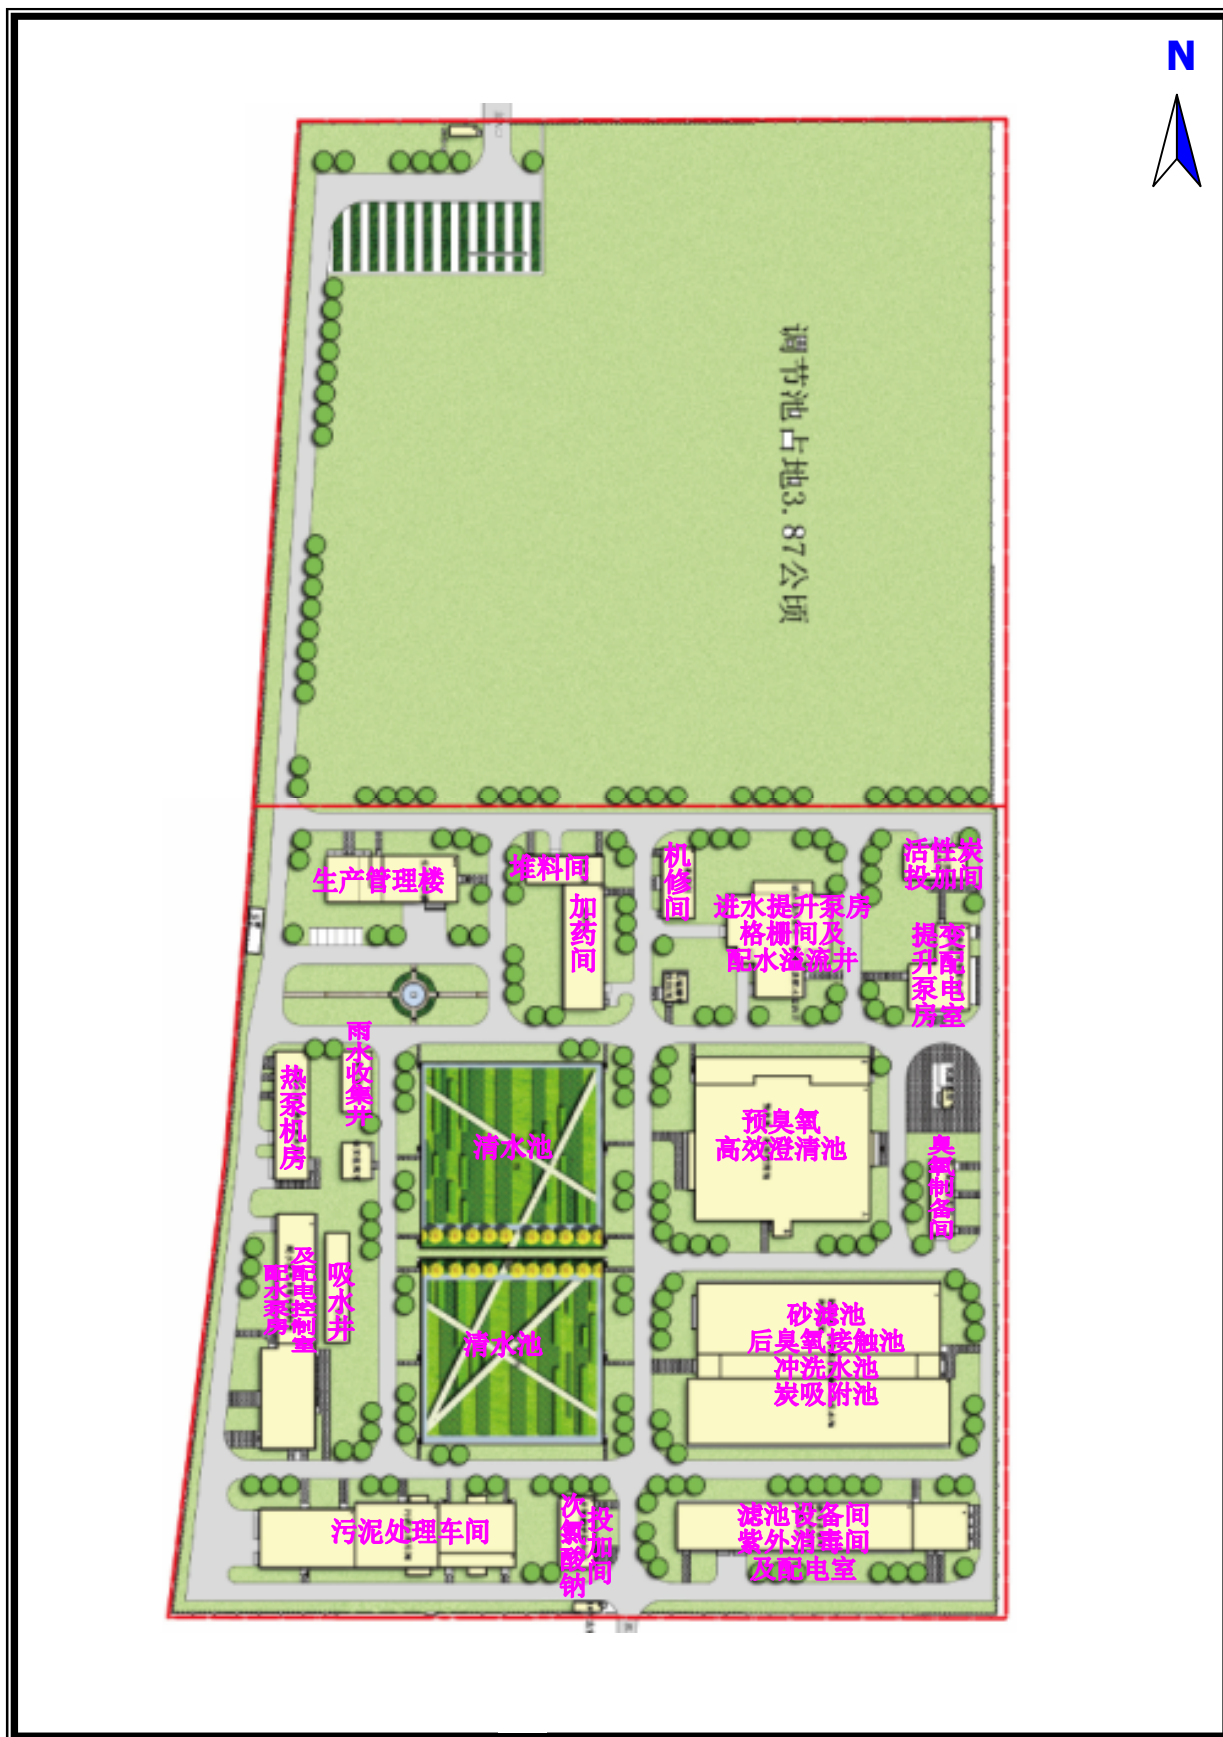 N
调节池占地3.87公顷
生产管理楼
堆料间
加药间
机修间
进水提升泵房
格栅间及
配水溢流井
活性炭
投加间
提升泵房
变配电室
雨水收集井
热泵机房
清水池
预臭氧
高效澄清池
臭氧制备间
配水泵房
及配电控制室
吸水井
清水池
砂滤池
后臭氧接触池
冲洗水池
炭吸附池
污泥处理车间
次氯酸钠
投加间
滤池设备间
紫外消毒间
及配电室